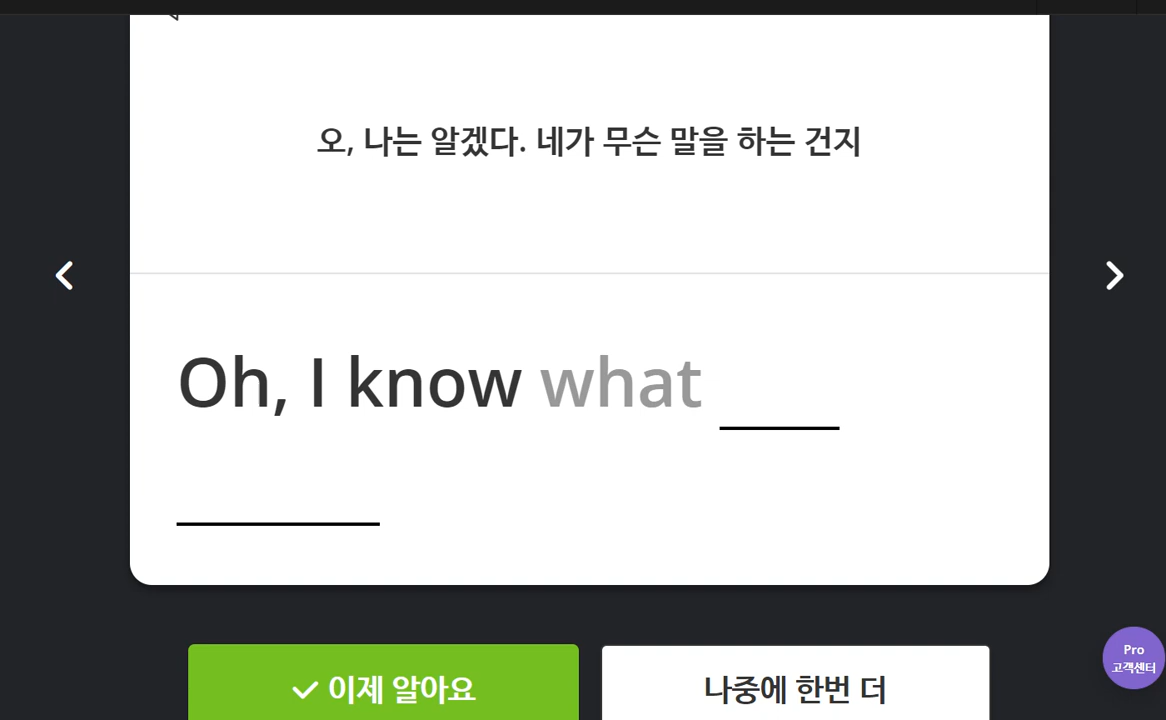 오, 나는 알겠다. 네가 무슨 말을 하는 건지
Oh, I know what
이제 알아요
나중에 한번 더
Pro
고객센터